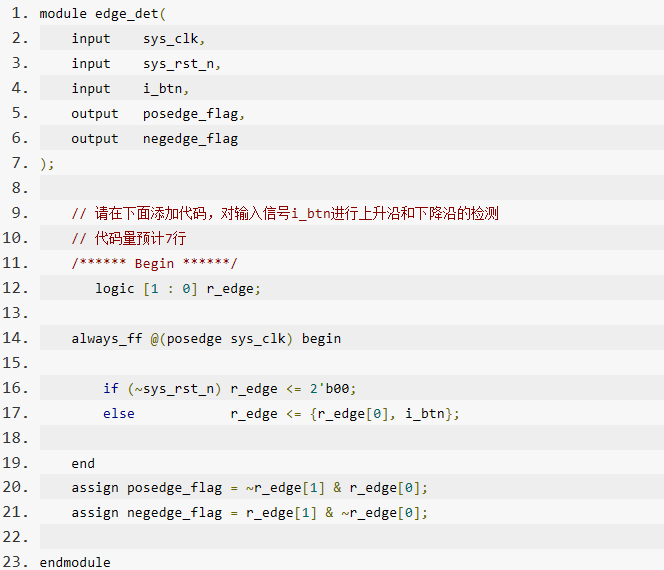 1. module edge_det(
2.     input    sys_clk,
3.     input    sys_rst_n,
4.     input    i_btn,
5.     output   posedge_flag,
6.     output   negedge_flag
7. );
8.
9.     // 请在下面添加代码，对输入信号i_btn进行上升沿和下降沿的检测
10.     // 代码量预计7行
11.     /****** Begin ******/
12.        logic [1 : 0] r_edge;
13.
14.     always_ff @(posedge sys_clk) begin
15.
16.         if (~sys_rst_n) r_edge <= 2'b00;
17.         else            r_edge <= {r_edge[0], i_btn};
18.
19.     end
20.     assign posedge_flag = ~r_edge[1] & r_edge[0];
21.     assign negedge_flag = r_edge[1] & ~r_edge[0];
22.
23. endmodule